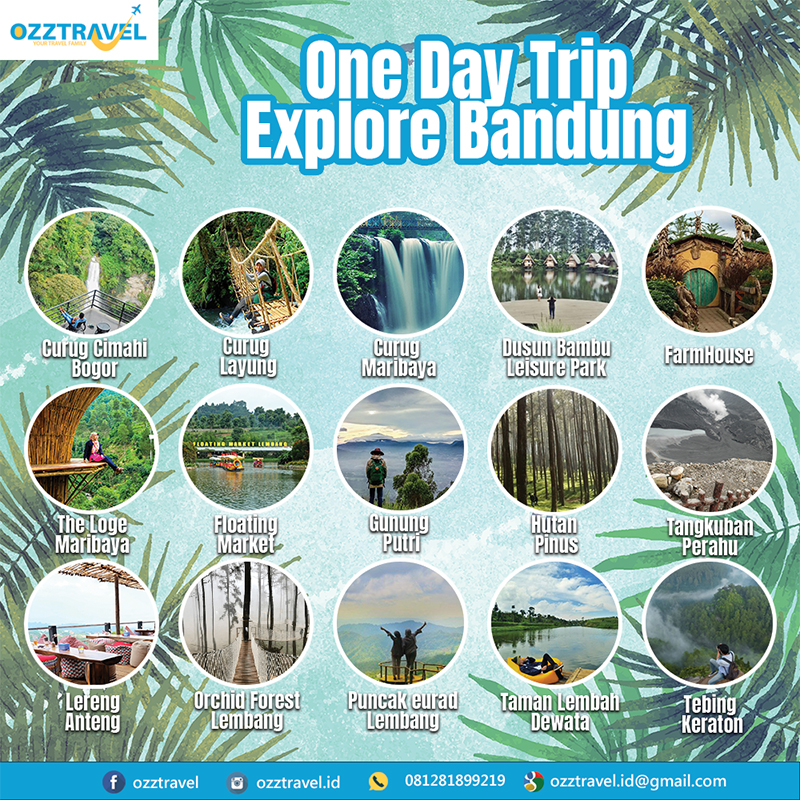 OZZTRAVEL
YOUR TRAVEL FAMILY
One Day Trip
Explore Bandung
Curug Cimahi
Bogor
Curug
Layung
Curug
Maribaya
Dusun Bambu
Leisure Park
FarmHouse
FLOATING MARKET LEMBANG
The Loge
Maribaya
Floating
Market
Gunung
Putri
Hutan
Pinus
Tangkuban
Perahu
Lereng
Anteng
Orchid Forest
Lembang
Puncak eurad
Lembang
Taman Lembah
Dewata
Tebing
Keraton
ozztravel
ozztravel.id
081281899219
ozztravel.id@gmail.com